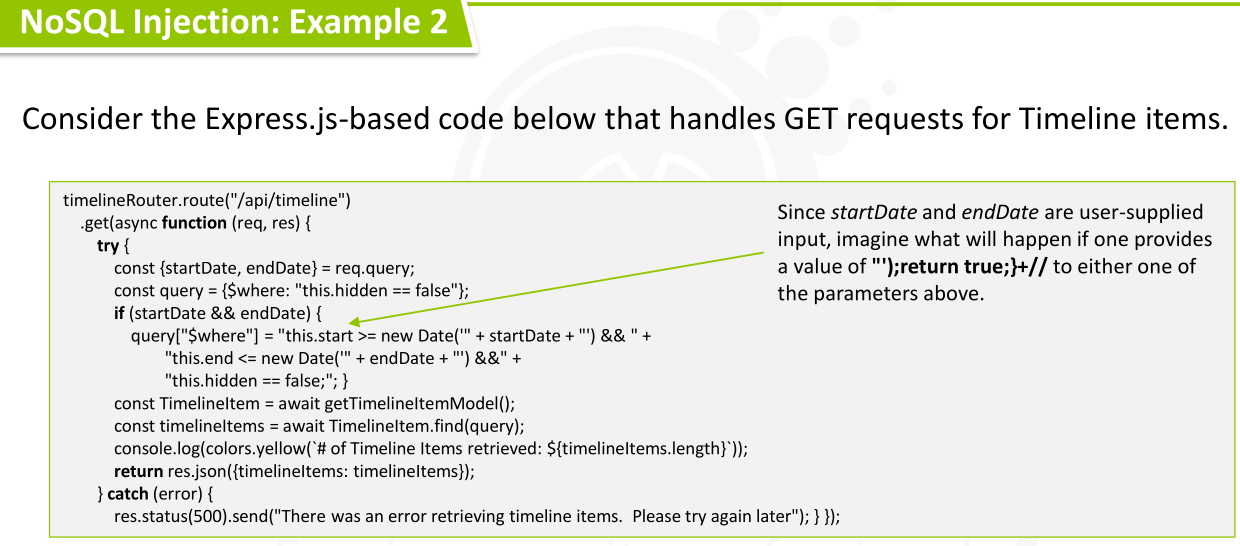 NoSQL Injection: Example 2
Consider the Express.js-based code below that handles GET requests for Timeline items.
timelineRouter.route("/api/timeline")
.get(async function (req, res) {
try {
const {startDate, endDate} = req.query;
const query = {$where: "this.hidden == false"};
if (startDate && endDate) {
query["$where"] = "this.start >= new Date('" + startDate + "') && " +
"this.end <= new Date('" + endDate + "') &&" +
"this.hidden == false;"; }
const TimelineItem = await getTimelineItemModel();
const timelineItems = await TimelineItem.find(query);
console.log(colors.yellow(`# of Timeline Items retrieved: ${timelineItems.length}`));
return res.json({timelineItems: timelineItems});
} catch (error) {
res.status(500).send("There was an error retrieving timeline items.  Please try again later"); } });
Since startDate and endDate are user-supplied
input, imagine what will happen if one provides
a value of "');return true;}+// to either one of
the parameters above.